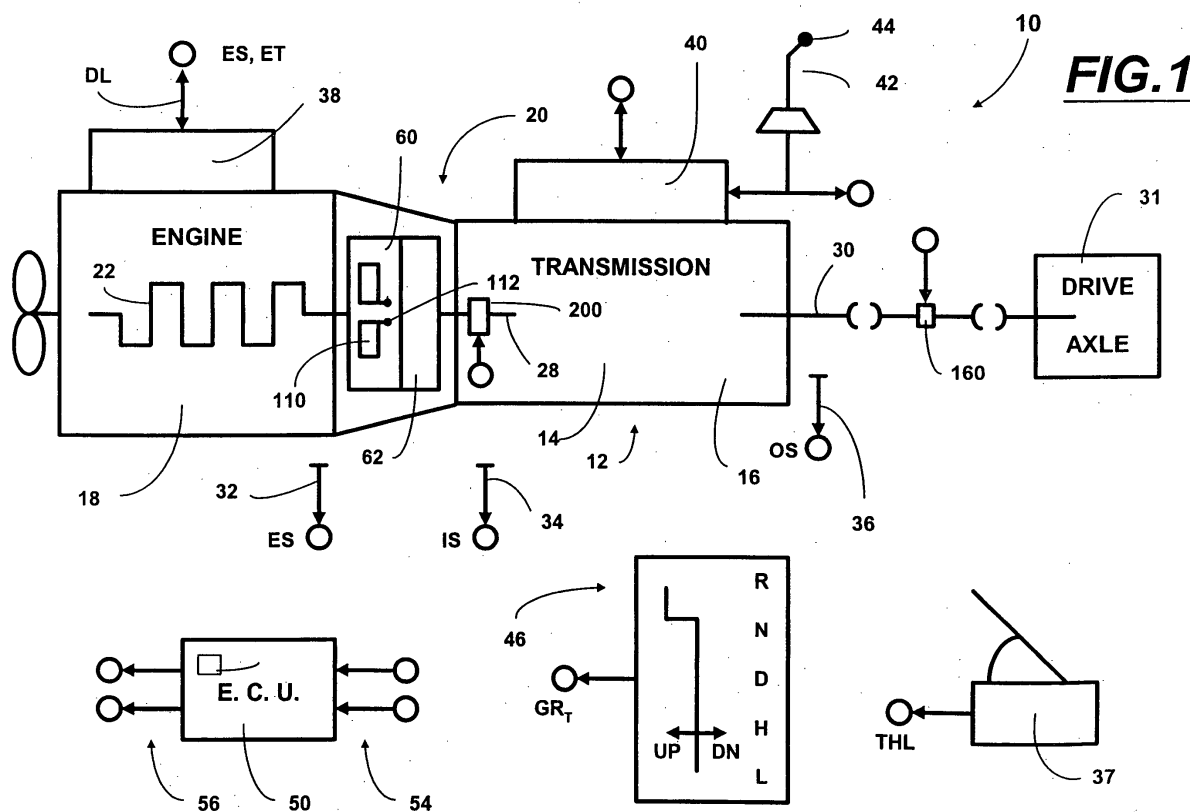 FIG.1
10
44
42
40
ES, ET
DL
38
20
60
31
ENGINE
TRANSMISSION
DRIVE
AXLE
22
112
200
30
28
160
110
62
14
12
16
18
32
34
OS
36
ES
IS
46
R
N
D
H
L
UP
DN
GRT
E. C. U.
THL
37
56
50
54